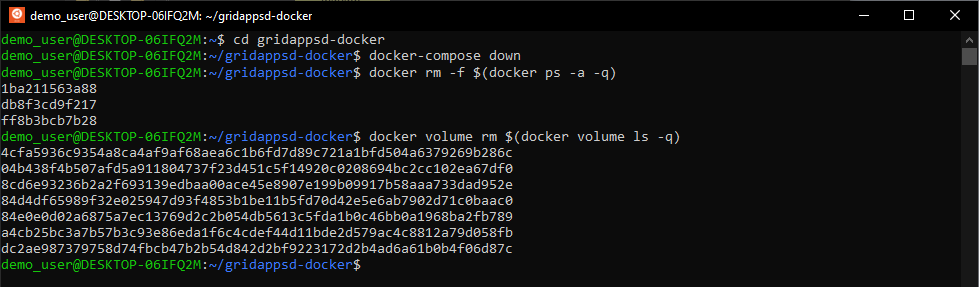 demo_user@DESKTOP-06IFQ2M: ~/gridappsd-docker
demo_user@DESKTOP-06IFQ2M:~$ cd gridappsd-docker
demo_user@DESKTOP-06IFQ2M:~/gridappsd-docker$ docker-compose down
demo_user@DESKTOP-06IFQ2M:~/gridappsd-docker$ docker rm -f $(docker ps -a -q)
1ba211563a88
db8f3cd9f217
ff8b3bcb7b28
demo_user@DESKTOP-06IFQ2M:~/gridappsd-docker$ docker volume rm $(docker volume ls -q)
4cfa5936c9354a8ca4af9af68aea6c1b6fd7d89c721a1bfd504a6379269b286c
04b438f4b507afd5a911804737f23d451c5f14920c0208694bc2cc102ea67df0
8cd6e93236b2a2f693139edbaa00ace45e8907e199b09917b58aaa733dad952e
84d4df65989f32e025947d93f4853b1be11b5fd70d42e5e6ab7902d71c0baac0
84e0e0d02a6875a7ec13769d2c2b054db5613c5fda1b0c46bb0a1968ba2fb789
a4cb25bc3a7b57b3c93e86eda1f6c4cdef44d11bde2d579ac4c8812a79d058fb
dc2ae987379758d74fbcb47b2b54d842d2bf9223172d2b4ad6a61b0b4f06d87c
demo_user@DESKTOP-06IFQ2M:~/gridappsd-docker$